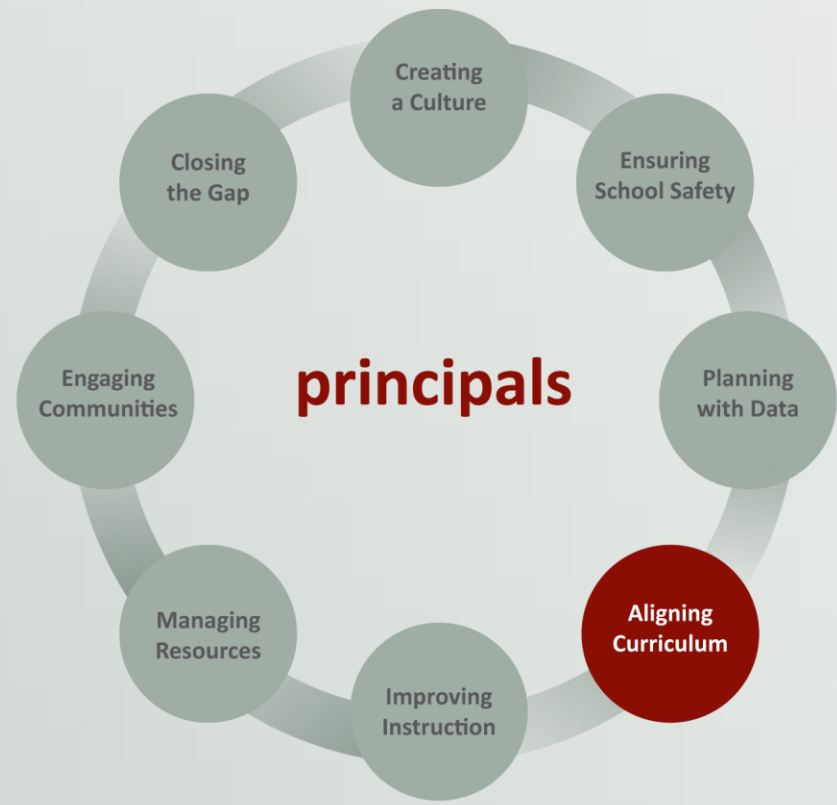 Creating
a Culture
Ensuring
School Safety
Planning
with Data
Aligning
Curriculum
Improving
Instruction
Managing
Resources
Engaging
Communities
Closing
the Gap
principals